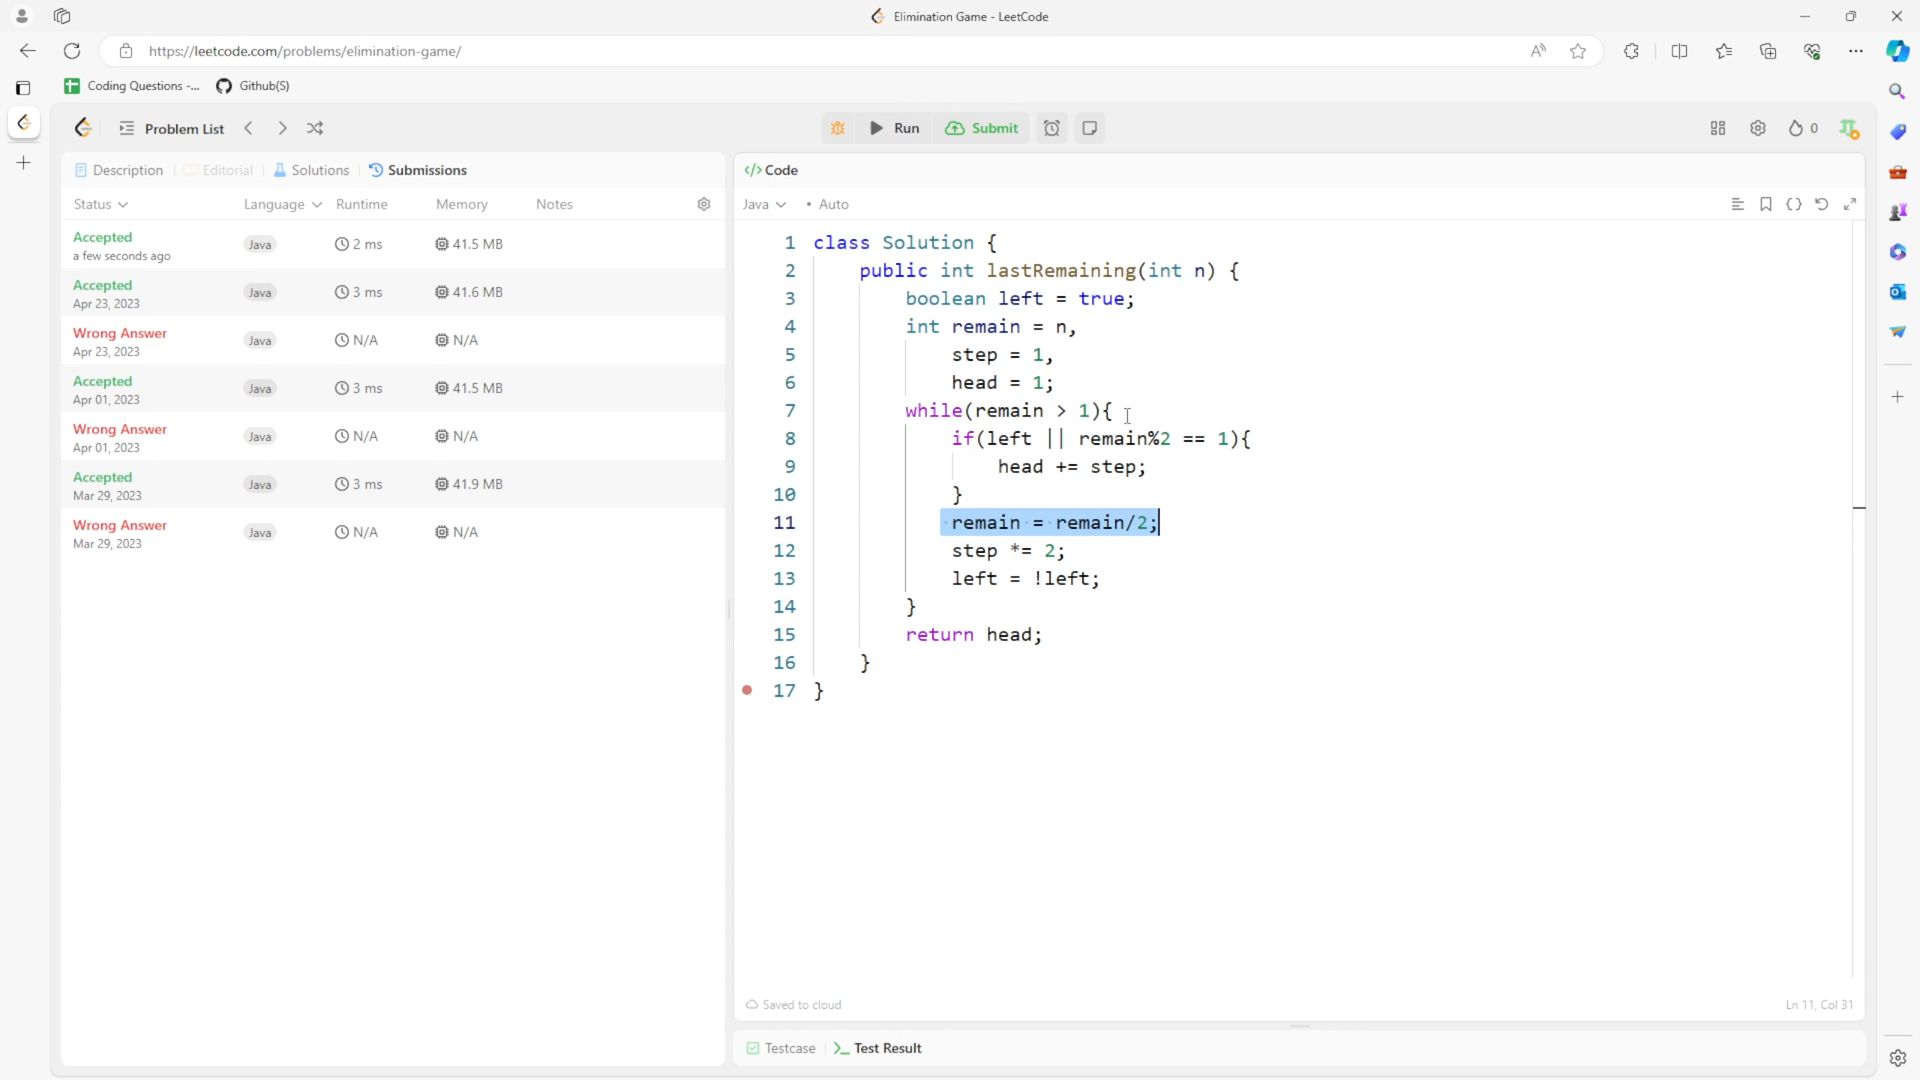 Elimination Game - LeetCode
https://leetcode.com/problems/elimination-game/
Coding Questions -... Github(S)
Problem List Run Submit 0
Description Editorial Solutions Submissions
Status Language Runtime Memory Notes
Accepted
a few seconds ago
Java 2 ms 41.5 MB
Accepted
Apr 23, 2023
Java 3 ms 41.6 MB
Wrong Answer
Apr 23, 2023
Java N/A N/A
Accepted
Apr 01, 2023
Java 3 ms 41.5 MB
Wrong Answer
Apr 01, 2023
Java N/A N/A
Accepted
Mar 29, 2023
Java 3 ms 41.9 MB
Wrong Answer
Mar 29, 2023
Java N/A N/A
</> Code
Java • Auto
1 class Solution {
2 public int lastRemaining(int n) {
3 boolean left = true;
4 int remain = n,
5 step = 1,
6 head = 1;
7 while(remain > 1){
8 if(left || remain%2 == 1){
9 head += step;
10 }
11 remain = remain/2;
12 step *= 2;
13 left = !left;
14 }
15 return head;
16 }
17 }
Saved to cloud Ln 11, Col 31
Testcase Test Result